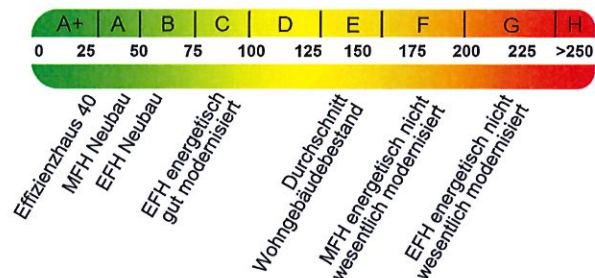 A+ A B C D E F G H
0 25 50 75 100 125 150 175 200 225 >250
Effizienzhaus 40
MFH Neubau
EFH Neubau
EFH energetisch
gut modernisiert
Durchschnitt
Wohngebäudebestand
MFH energetisch nicht
wesentlich modernisiert
EFH energetisch nicht
wesentlich modernisiert